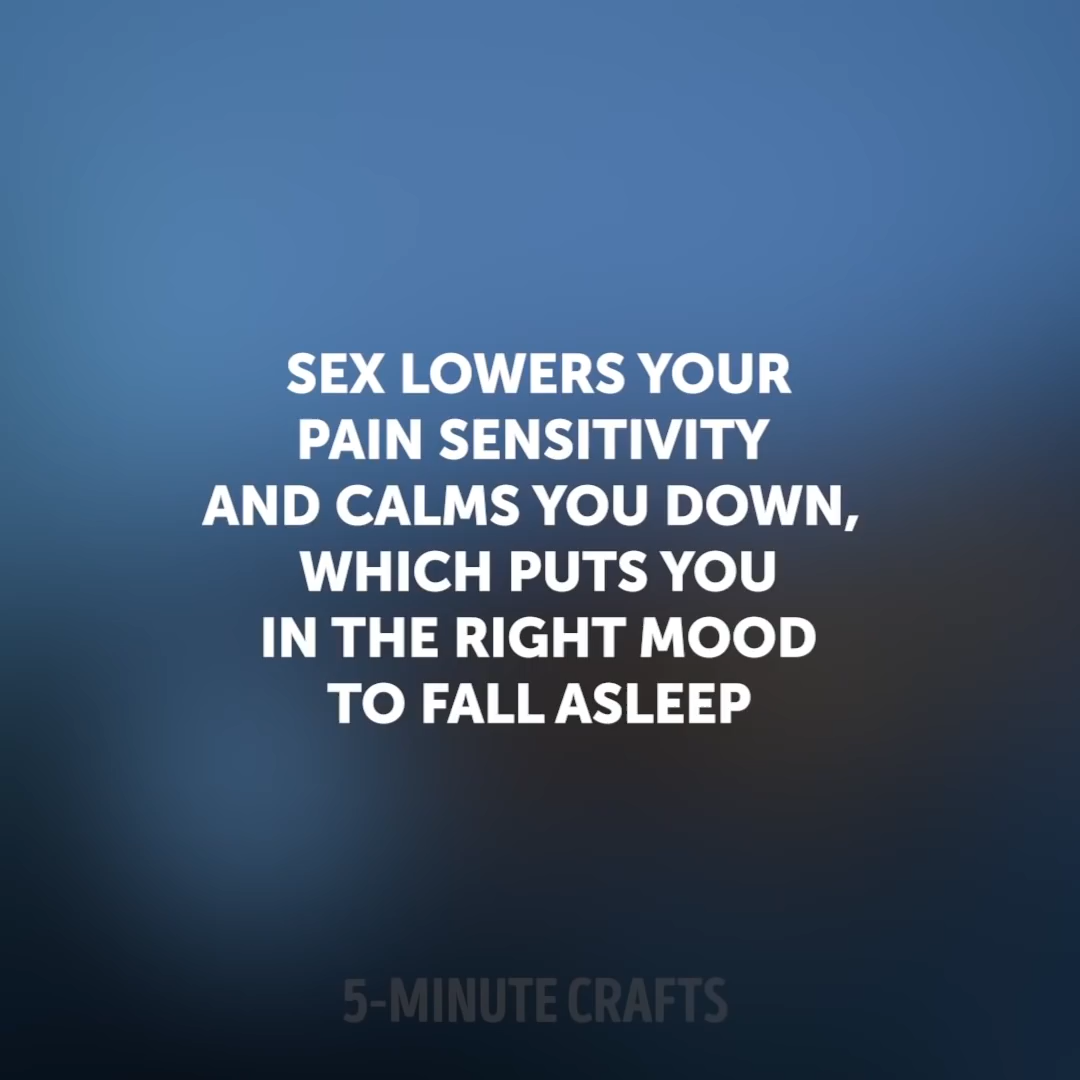 SEX LOWERS YOUR
PAIN SENSITIVITY
AND CALMS YOU DOWN,
WHICH PUTS YOU
IN THE RIGHT MOOD
TO FALL ASLEEP
5-MINUTE CRAFTS